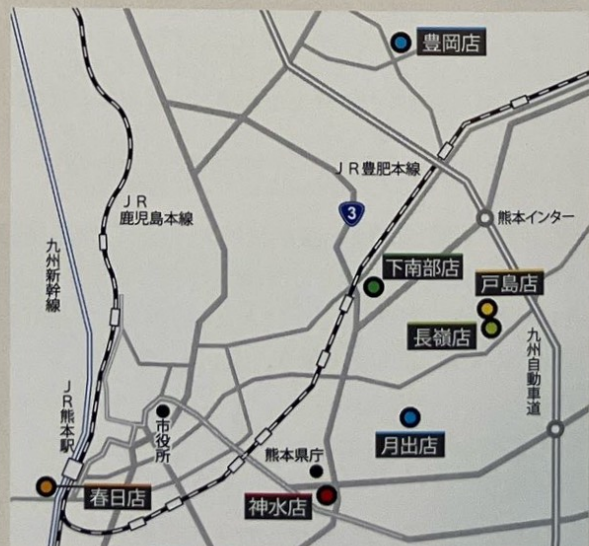 豊岡店
JR豊肥本線
JR
鹿児島本線
3
熊本インター
九州新幹線
下南部店
戸島店
長嶺店
九州自動車道
JR熊本駅
市役所
月出店
熊本県庁
春日店
神水店